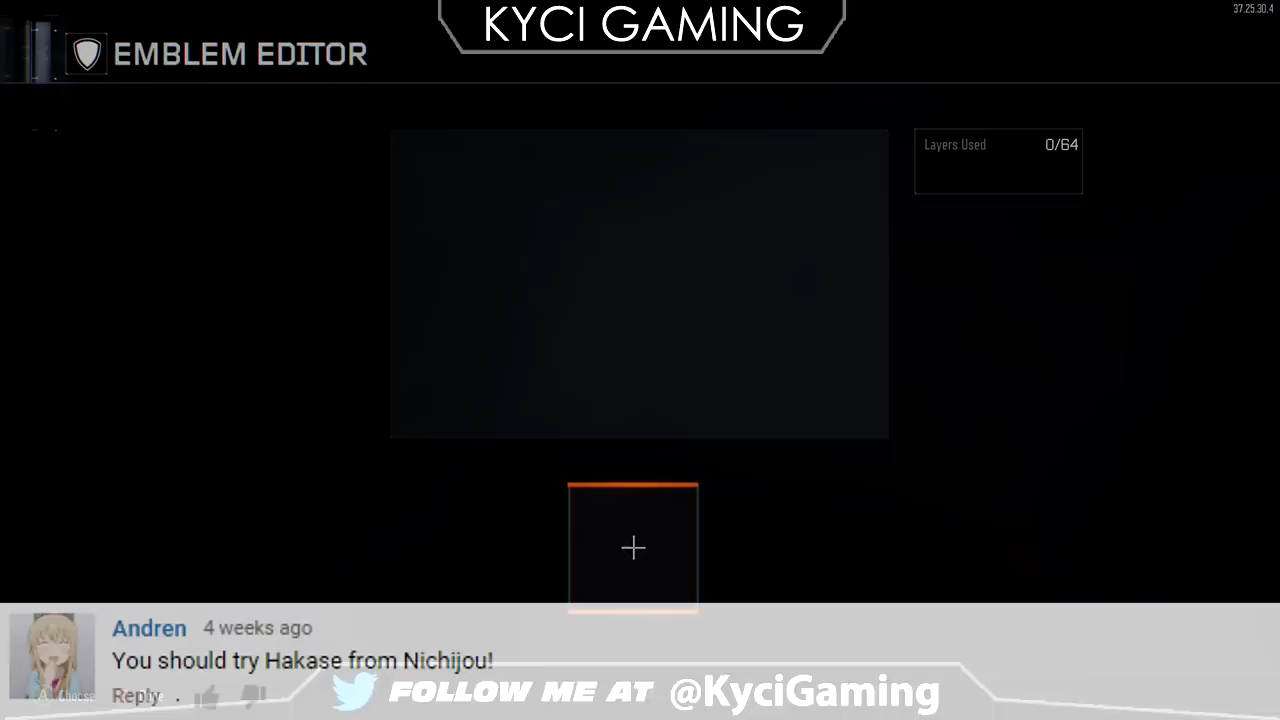 KYCI GAMING
37.25.30.4
EMBLEM EDITOR
Layers Used 0/64
Andren 4 weeks ago
You should try Hakase from Nichijou!
Reply
A Choose
FOLLOW ME AT @KyciGaming